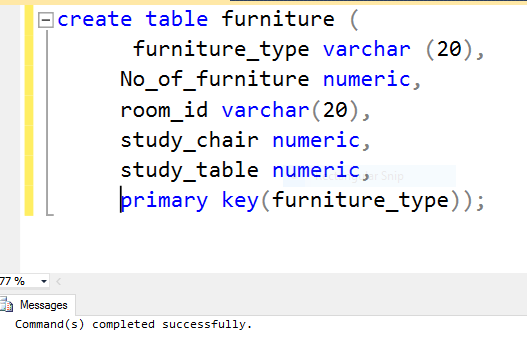 create table furniture (
furniture_type varchar (20),
No_of_furniture numeric,
room_id varchar(20),
study_chair numeric,
study_table numeric,
primary key(furniture_type));
77 %
Messages
Command(s) completed successfully.